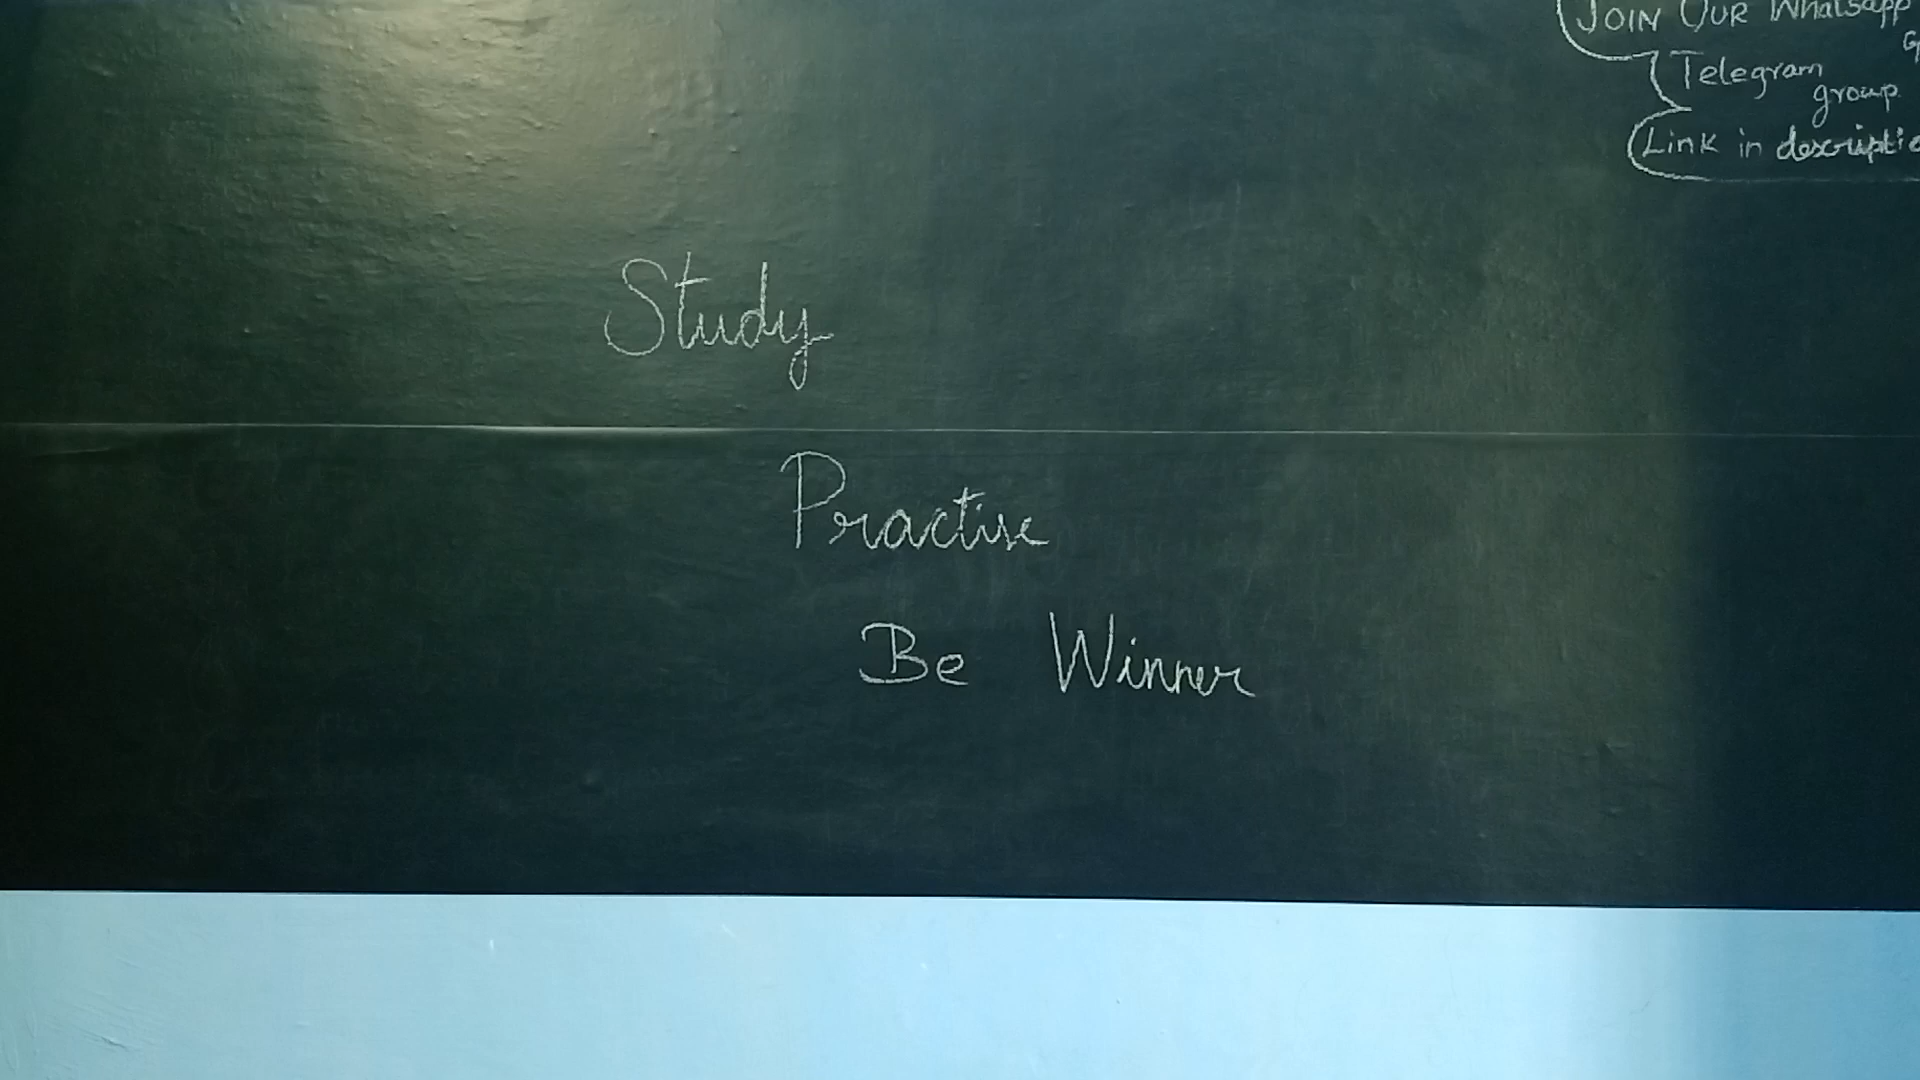 JOIN OUR Whatsapp
Telegram
group
Link in
Study
Practise
Be Winner